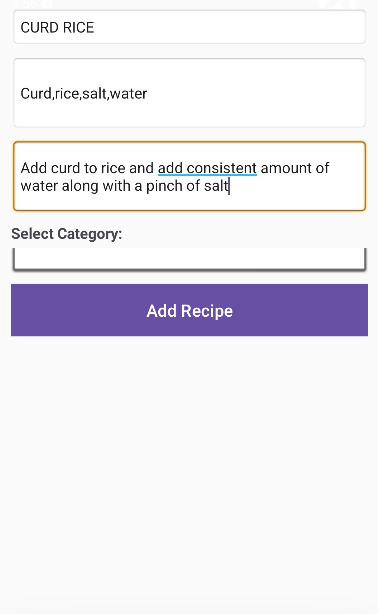 CURD RICE
Curd,rice,salt,water
Add curd to rice and add consistent amount of
water along with a pinch of salt
Select Category:
Add Recipe